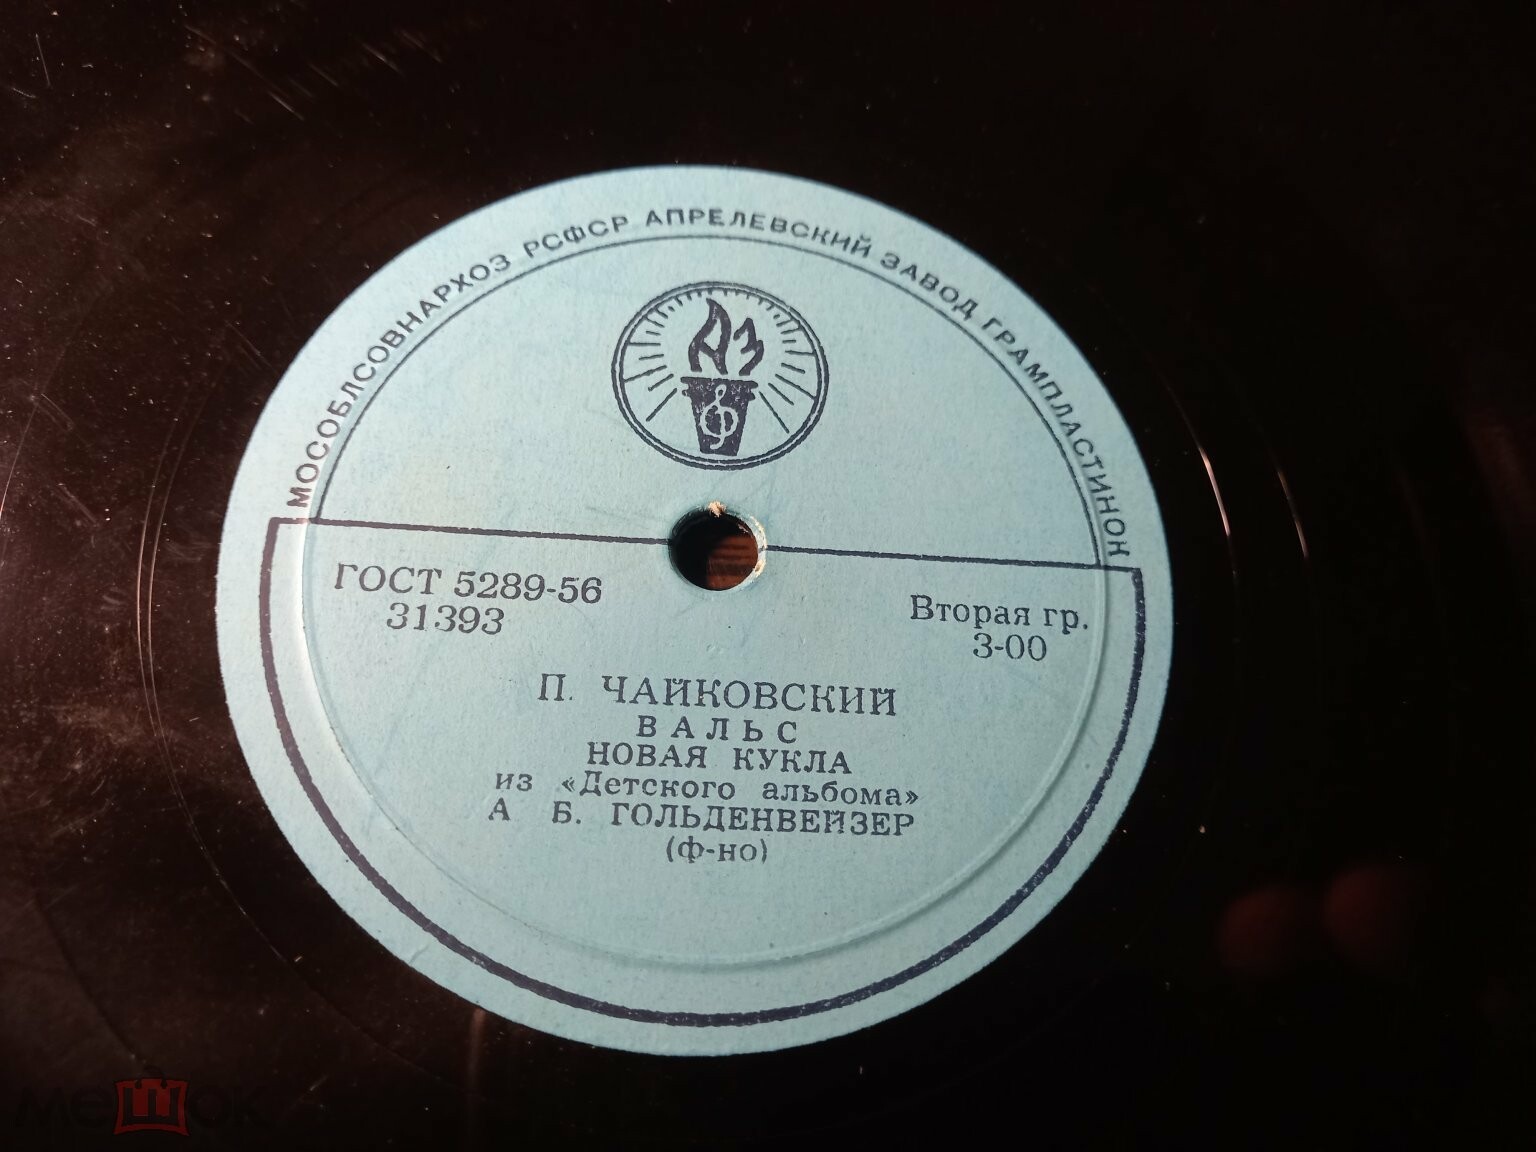 МОСОБЛСОВНАРХОЗ РСФСР АПРЕЛЕВСКИЙ ЗАВОД ГРАМПЛАСТИНОК
АЗ
ГОСТ 5289-56
31393
Вторая гр.
3-00
П. ЧАЙКОВСКИЙ
ВАЛЬС
НОВАЯ КУКЛА
из «Детского альбома»
А Б. ГОЛЬДЕНВЕЙЗЕР
(ф-но)
мешок